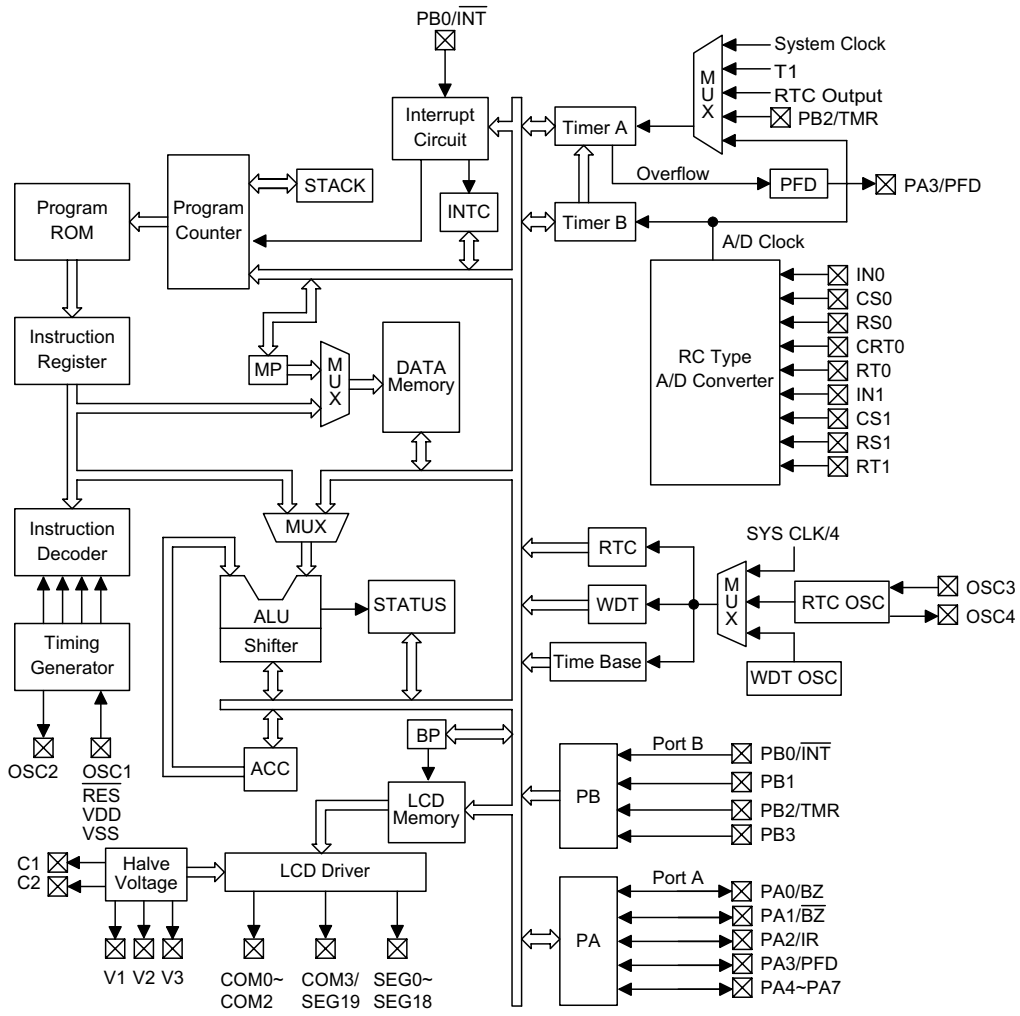 PB0/INT
Interrupt
Circuit
STACK
INTC
Program
ROM
Program
Counter
Instruction
Register
MP
MUX
DATA
Memory
Instruction
Decoder
MUX
ALU
Shifter
STATUS
Timing
Generator
OSC2
OSC1
RES
VDD
VSS
ACC
BP
LCD
Memory
C1
C2
Halve
Voltage
LCD Driver
V1
V2
V3
COM0~
COM2
COM3/
SEG19
SEG0~
SEG18
Timer A
Timer B
Overflow
PFD
PA3/PFD
MUX
System Clock
T1
RTC Output
PB2/TMR
A/D Clock
RC Type
A/D Converter
IN0
CS0
RS0
CRT0
RT0
IN1
CS1
RS1
RT1
RTC
WDT
Time Base
MUX
SYS CLK/4
RTC OSC
WDT OSC
OSC3
OSC4
PB
Port B
PB0/INT
PB1
PB2/TMR
PB3
PA
Port A
PA0/BZ
PA1/BZ
PA2/IR
PA3/PFD
PA4~PA7